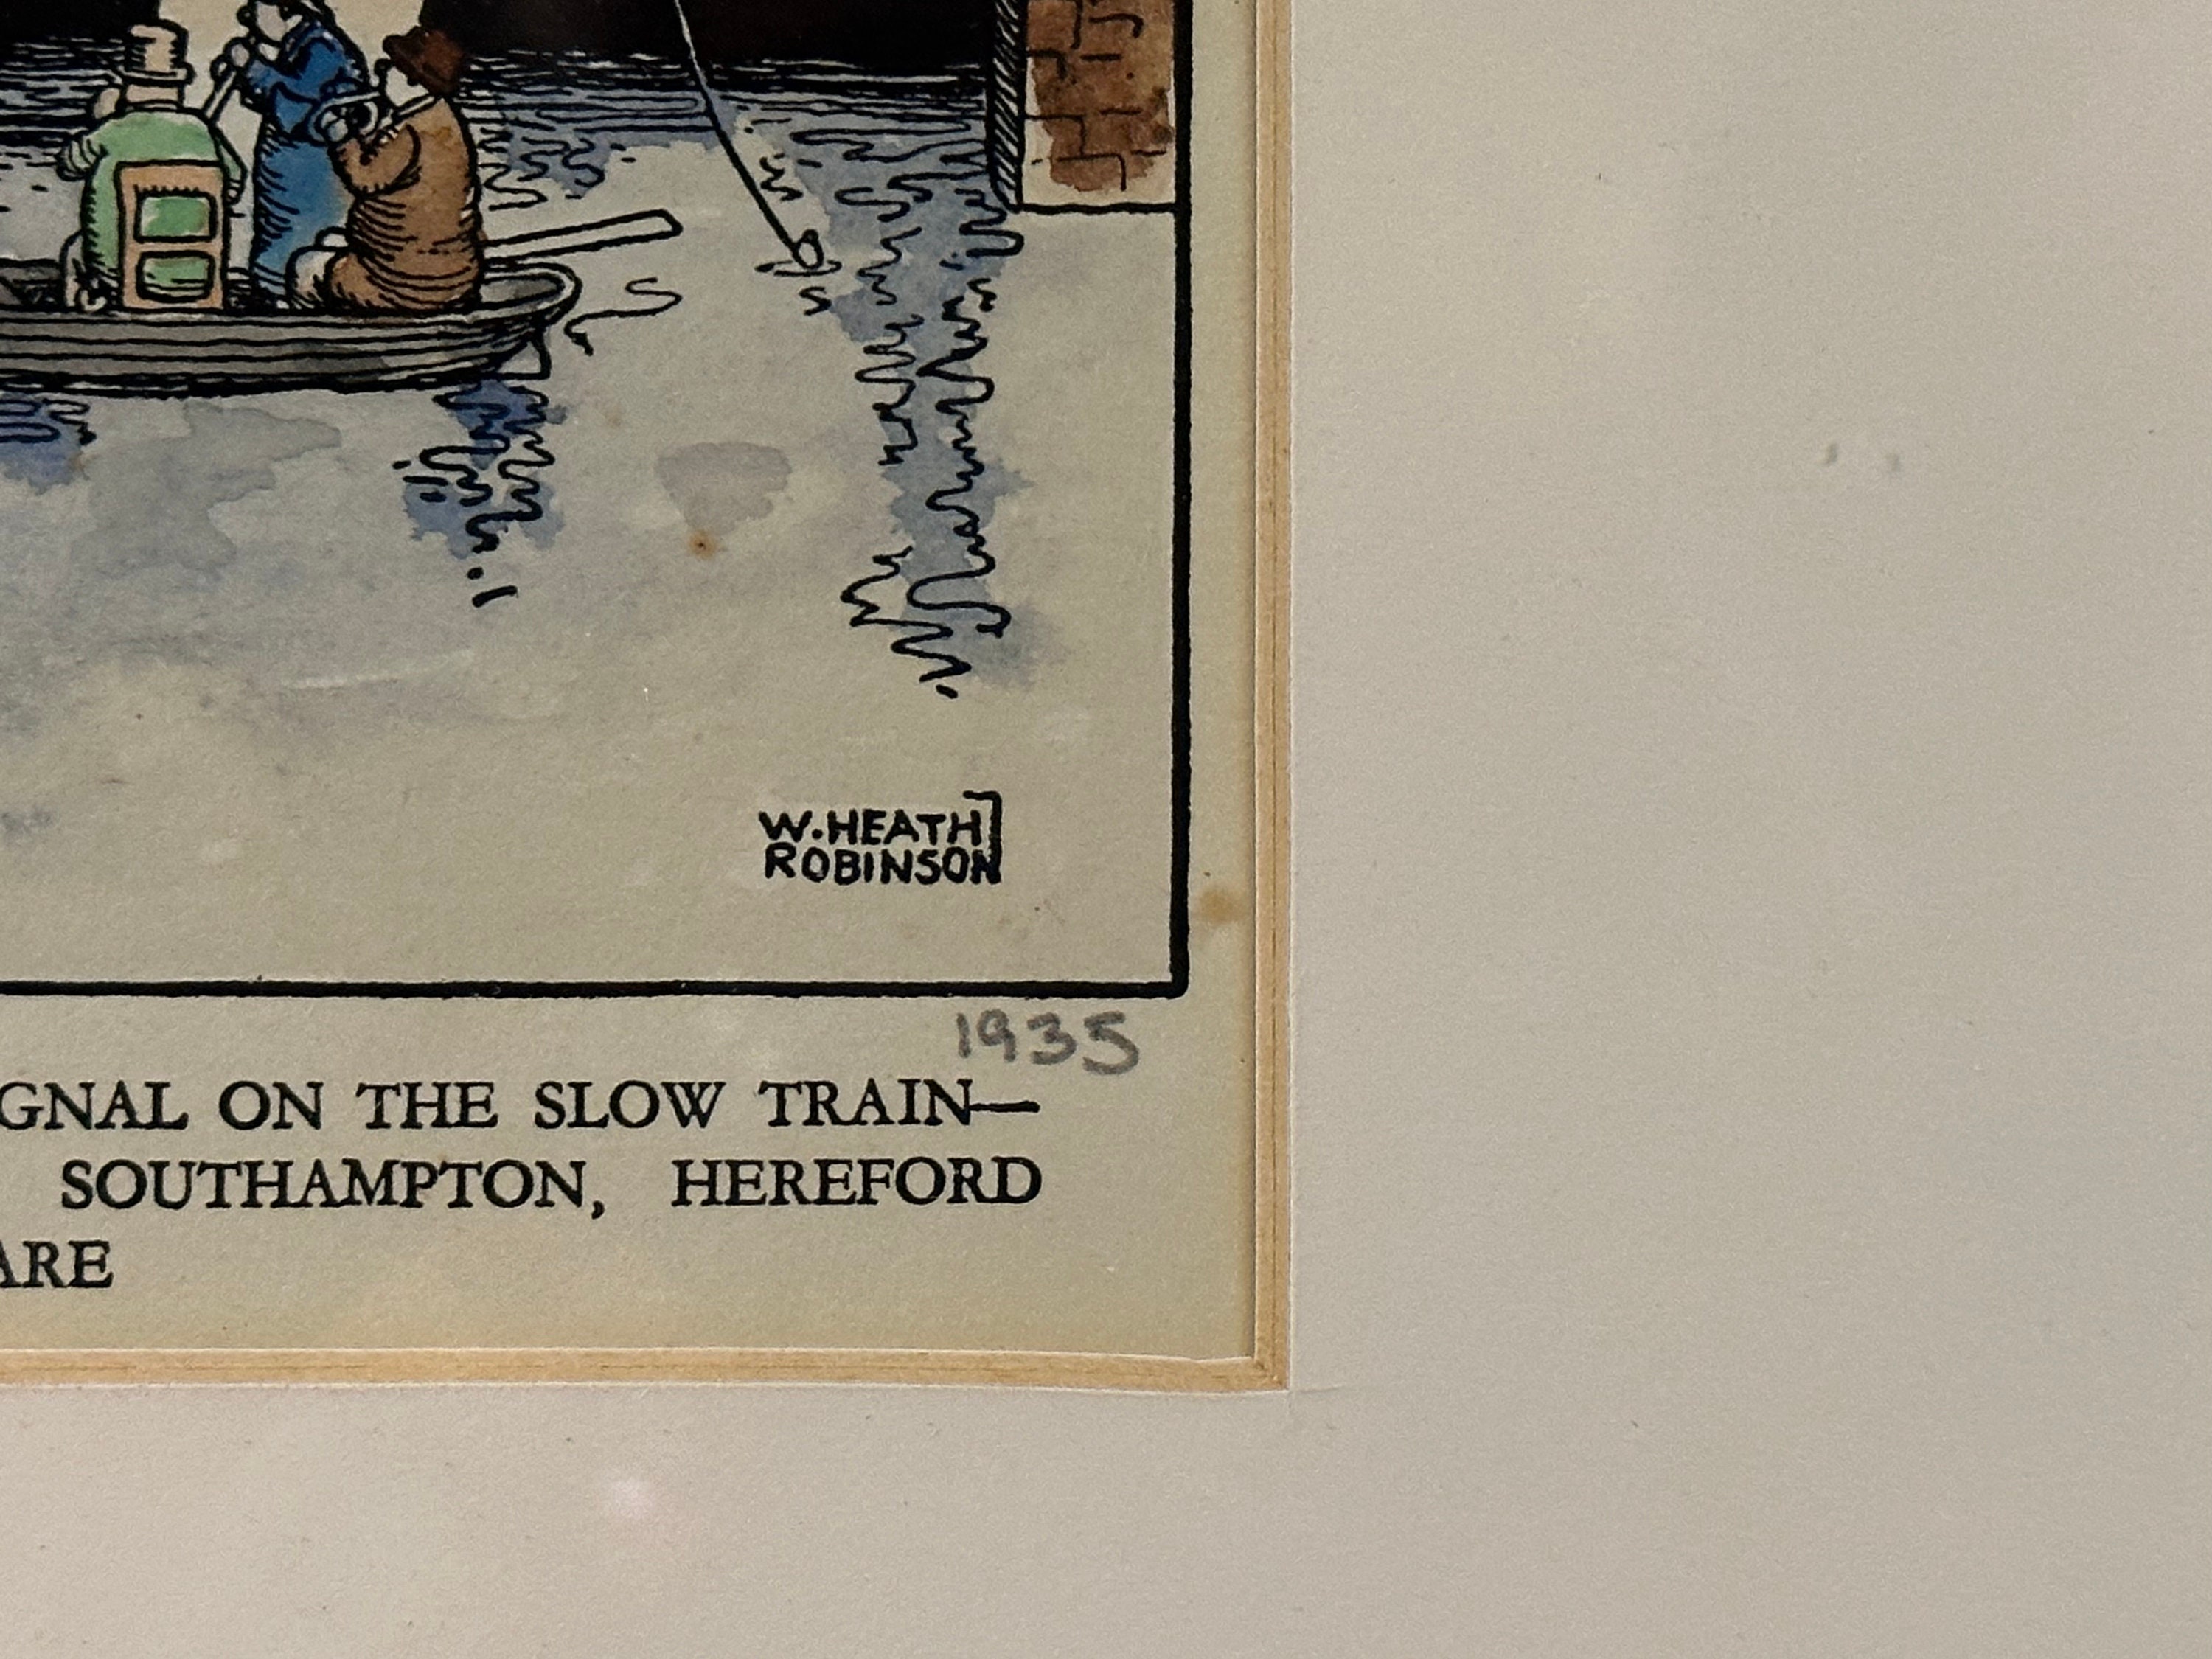 W. HEATH
ROBINSON
1935
GNAL ON THE SLOW TRAIN—
SOUTHAMPTON, HEREFORD
ARE